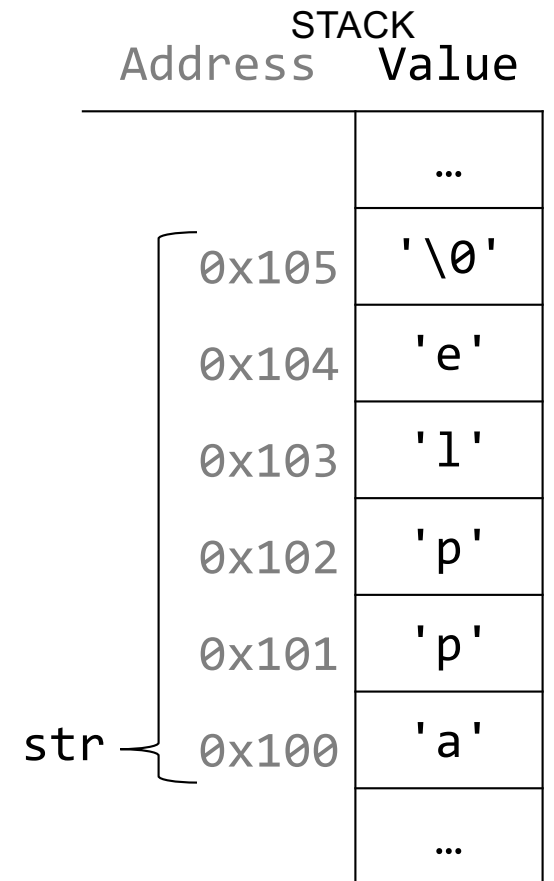 STACK
Address Value
…
0x105 '\0'
0x104 'e'
0x103 'l'
0x102 'p'
0x101 'p'
str 0x100 'a'
…